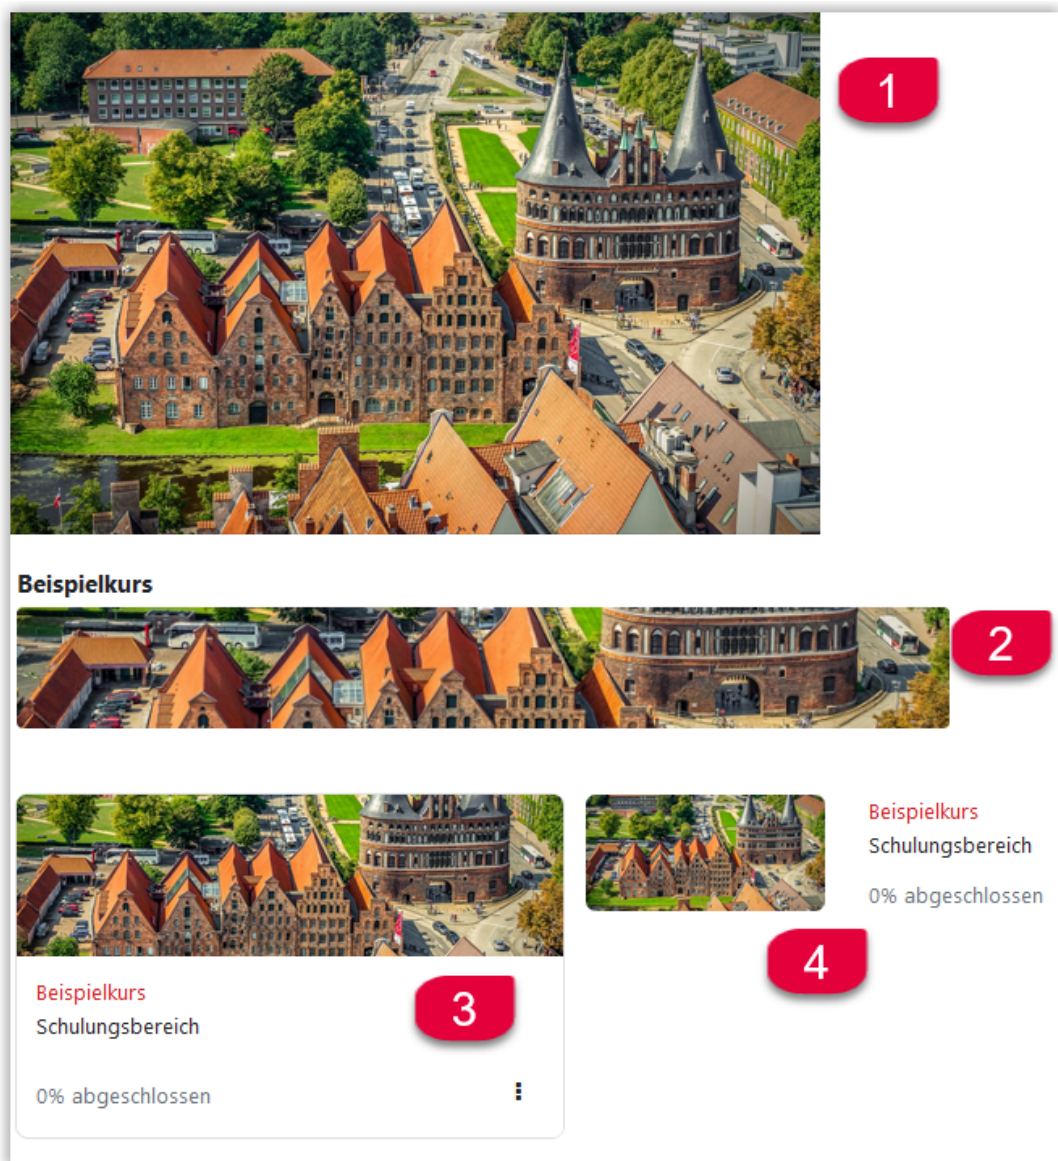 1
Beispielkurs
2
Beispielkurs
Schulungsbereich
0% abgeschlossen
3
Beispielkurs
Schulungsbereich
0% abgeschlossen
4